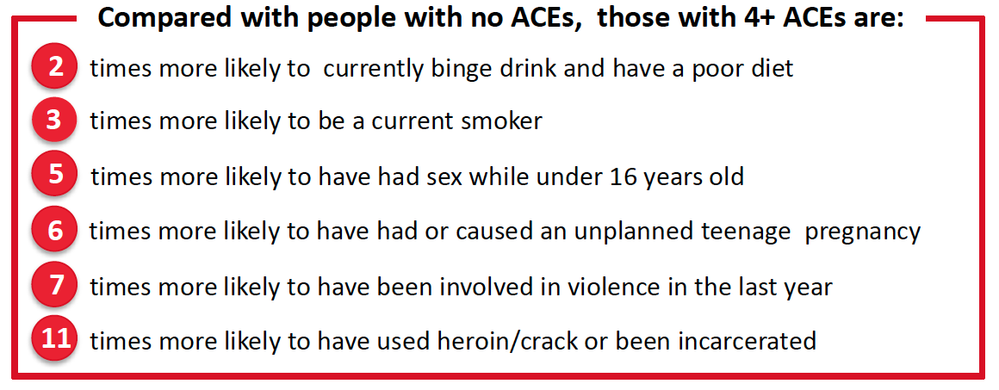 Compared with people with no ACEs, those with 4+ ACEs are:
2 times more likely to currently binge drink and have a poor diet
3 times more likely to be a current smoker
5 times more likely to have had sex while under 16 years old
6 times more likely to have had or caused an unplanned teenage pregnancy
7 times more likely to have been involved in violence in the last year
11 times more likely to have used heroin/crack or been incarcerated